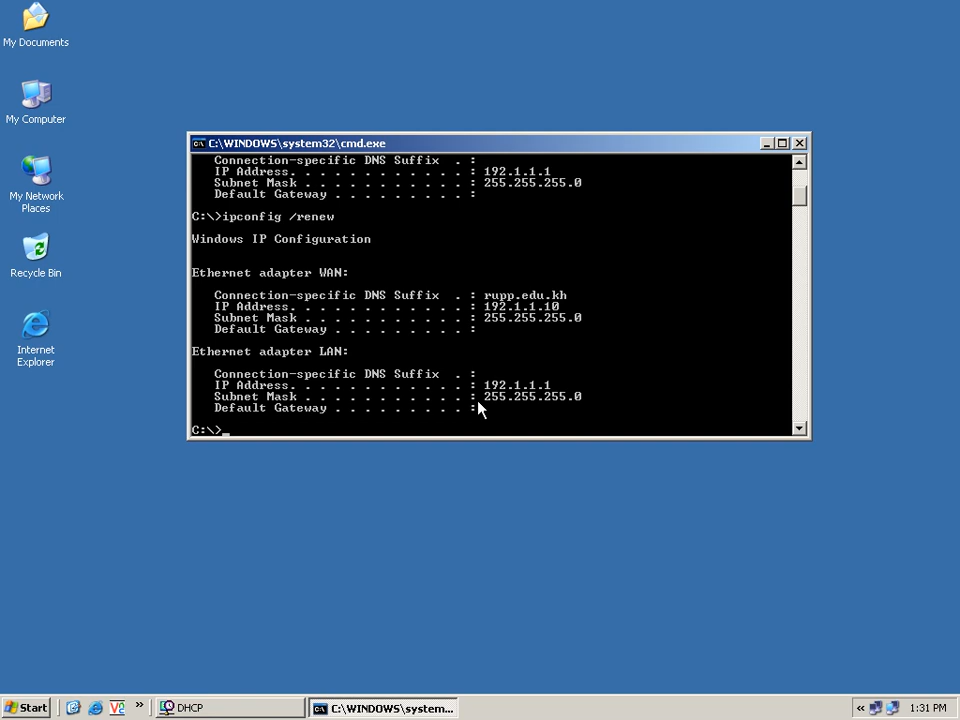 My Documents
My Computer
My Network
Places
Recycle Bin
Internet
Explorer
C:\WINDOWS\system32\cmd.exe
Connection-specific DNS Suffix . :
IP Address. . . . . . . . . . . . : 192.1.1.1
Subnet Mask . . . . . . . . . . . : 255.255.255.0
Default Gateway . . . . . . . . . :
C:\>ipconfig /renew
Windows IP Configuration
Ethernet adapter WAN:
Connection-specific DNS Suffix . : rupp.edu.kh
IP Address. . . . . . . . . . . . : 192.1.1.10
Subnet Mask . . . . . . . . . . . : 255.255.255.0
Default Gateway . . . . . . . . . :
Ethernet adapter LAN:
Connection-specific DNS Suffix . :
IP Address. . . . . . . . . . . . : 192.1.1.1
Subnet Mask . . . . . . . . . . . : 255.255.255.0
Default Gateway . . . . . . . . . :
C:\>_
Start
V2
»
DHCP
C:\WINDOWS\system...
«
1:31 PM